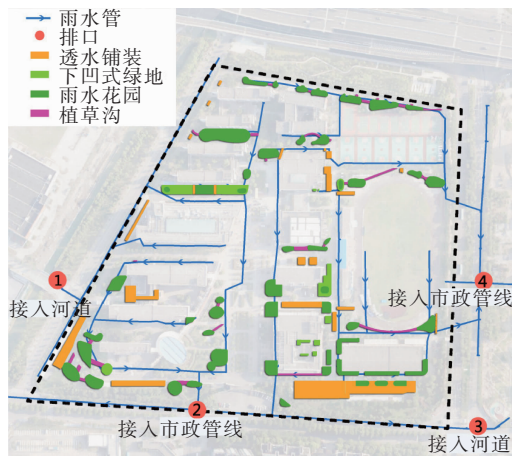 雨水管
排口
透水铺装
下凹式绿地
雨水花园
植草沟
1
接入河道
4
接入市政管线
2
接入市政管线
3
接入河道